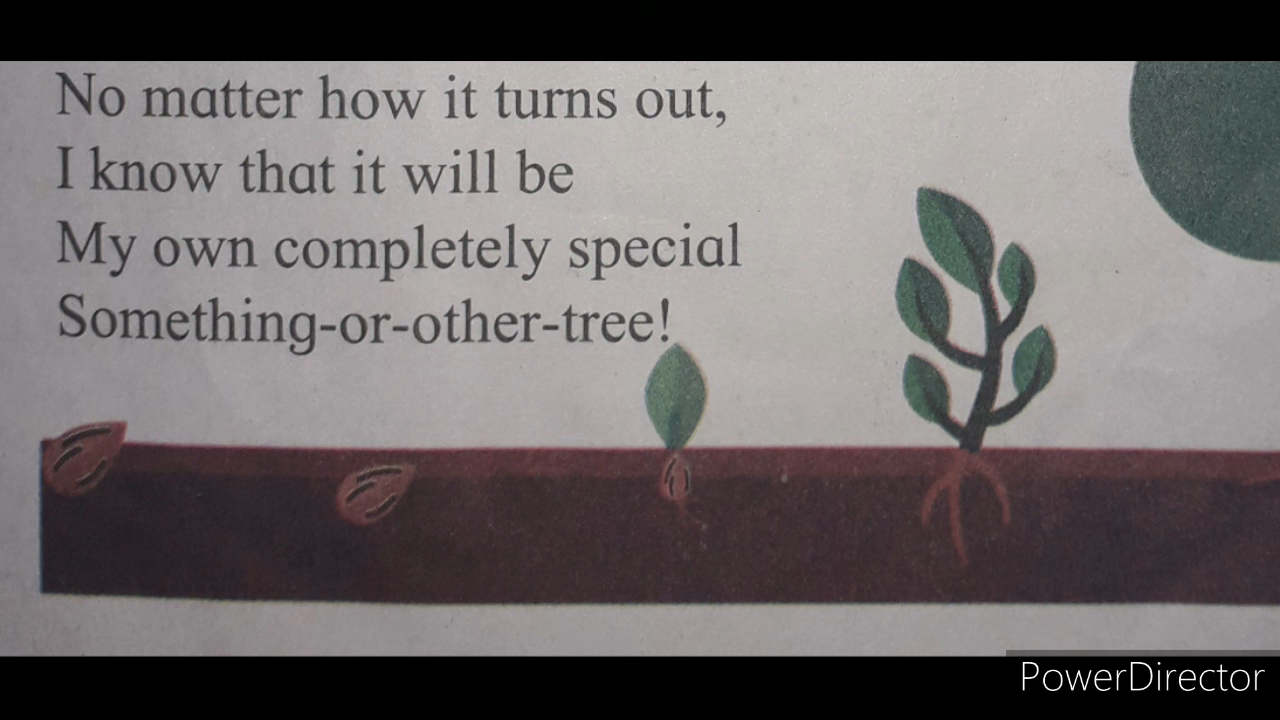 No matter how it turns out,
I know that it will be
My own completely special
Something-or-other-tree!
PowerDirector